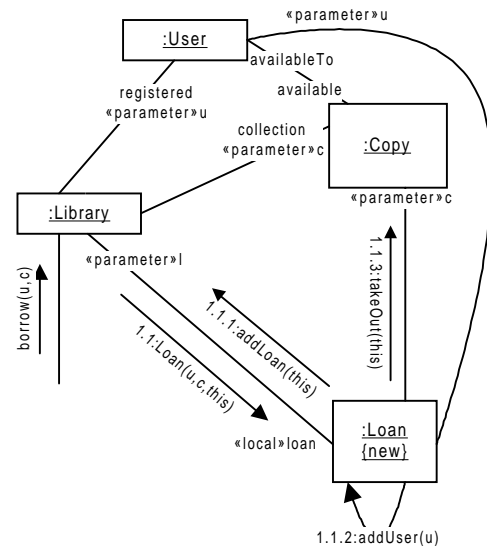 «parameter»u
:User
availableTo
available
registered
«parameter»u
collection
«parameter»c
:Copy
«parameter»c
:Library
«parameter»l
borrow(u,c)
1.1:Loan(u,c,this)
1.1.1:addLoan(this)
1.1.3:takeOut(this)
«local»loan
:Loan
{new}
1.1.2:addUser(u)